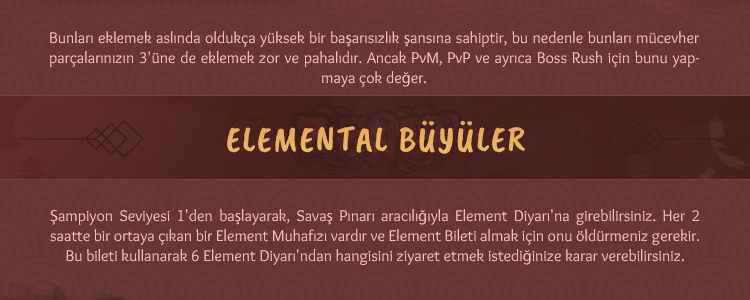 Bunları eklemek aslında oldukça yüksek bir başarısızlık şansına sahiptir, bu nedenle bunları mücevher
parçalarınızın 3'üne de eklemek zor ve pahalıdır. Ancak PvM, PvP ve ayrıca Boss Rush için bunu yap-
maya çok değer.
ELEMENTAL BÜYÜLER
Şampiyon Seviyesi 1'den başlayarak, Savaş Pınarı aracılığıyla Element Diyarı'na girebilirsiniz. Her 2
saatte bir ortaya çıkan bir Element Muhafızı vardır ve Element Bileti almak için onu öldürmeniz gerekir.
Bu bileti kullanarak 6 Element Diyarı'ndan hangisini ziyaret etmek istediğinize karar verebilirsiniz.